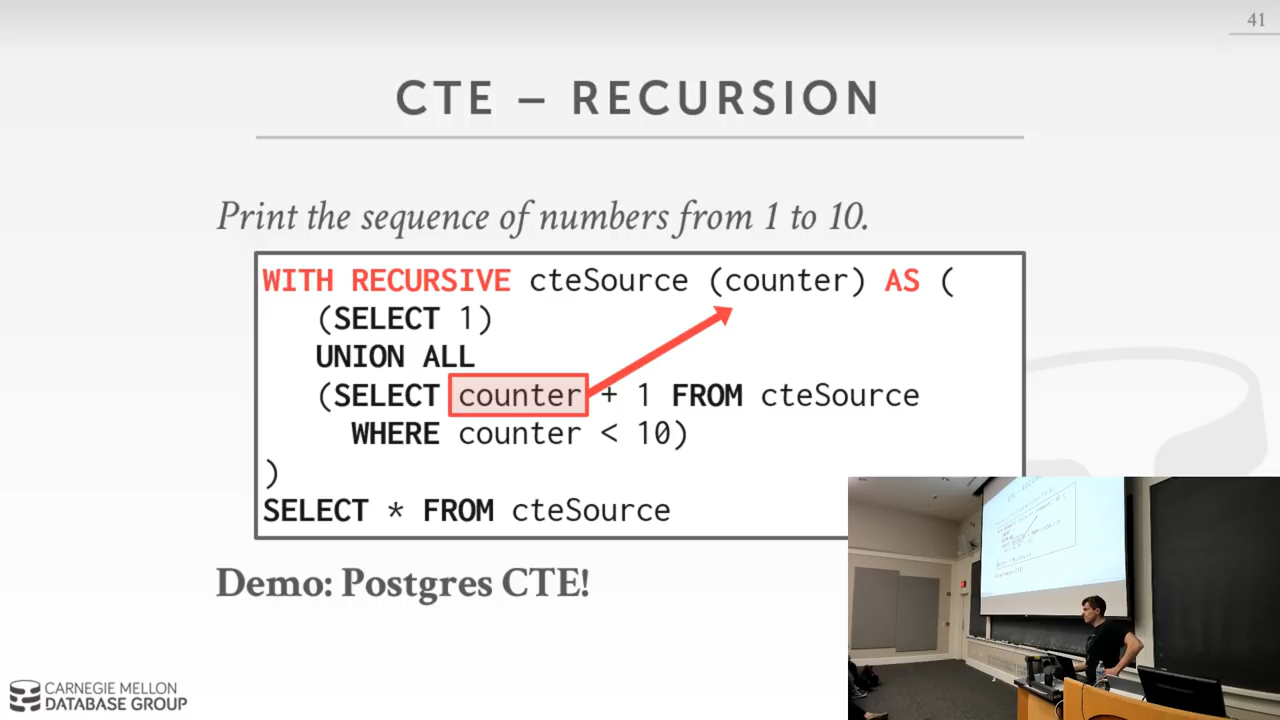 41
CTE – RECURSION
Print the sequence of numbers from 1 to 10.
WITH RECURSIVE cteSource (counter) AS (
(SELECT 1)
UNION ALL
(SELECT counter + 1 FROM cteSource
WHERE counter < 10)
)
SELECT * FROM cteSource
Demo: Postgres CTE!
CARNEGIE MELLON
DATABASE GROUP